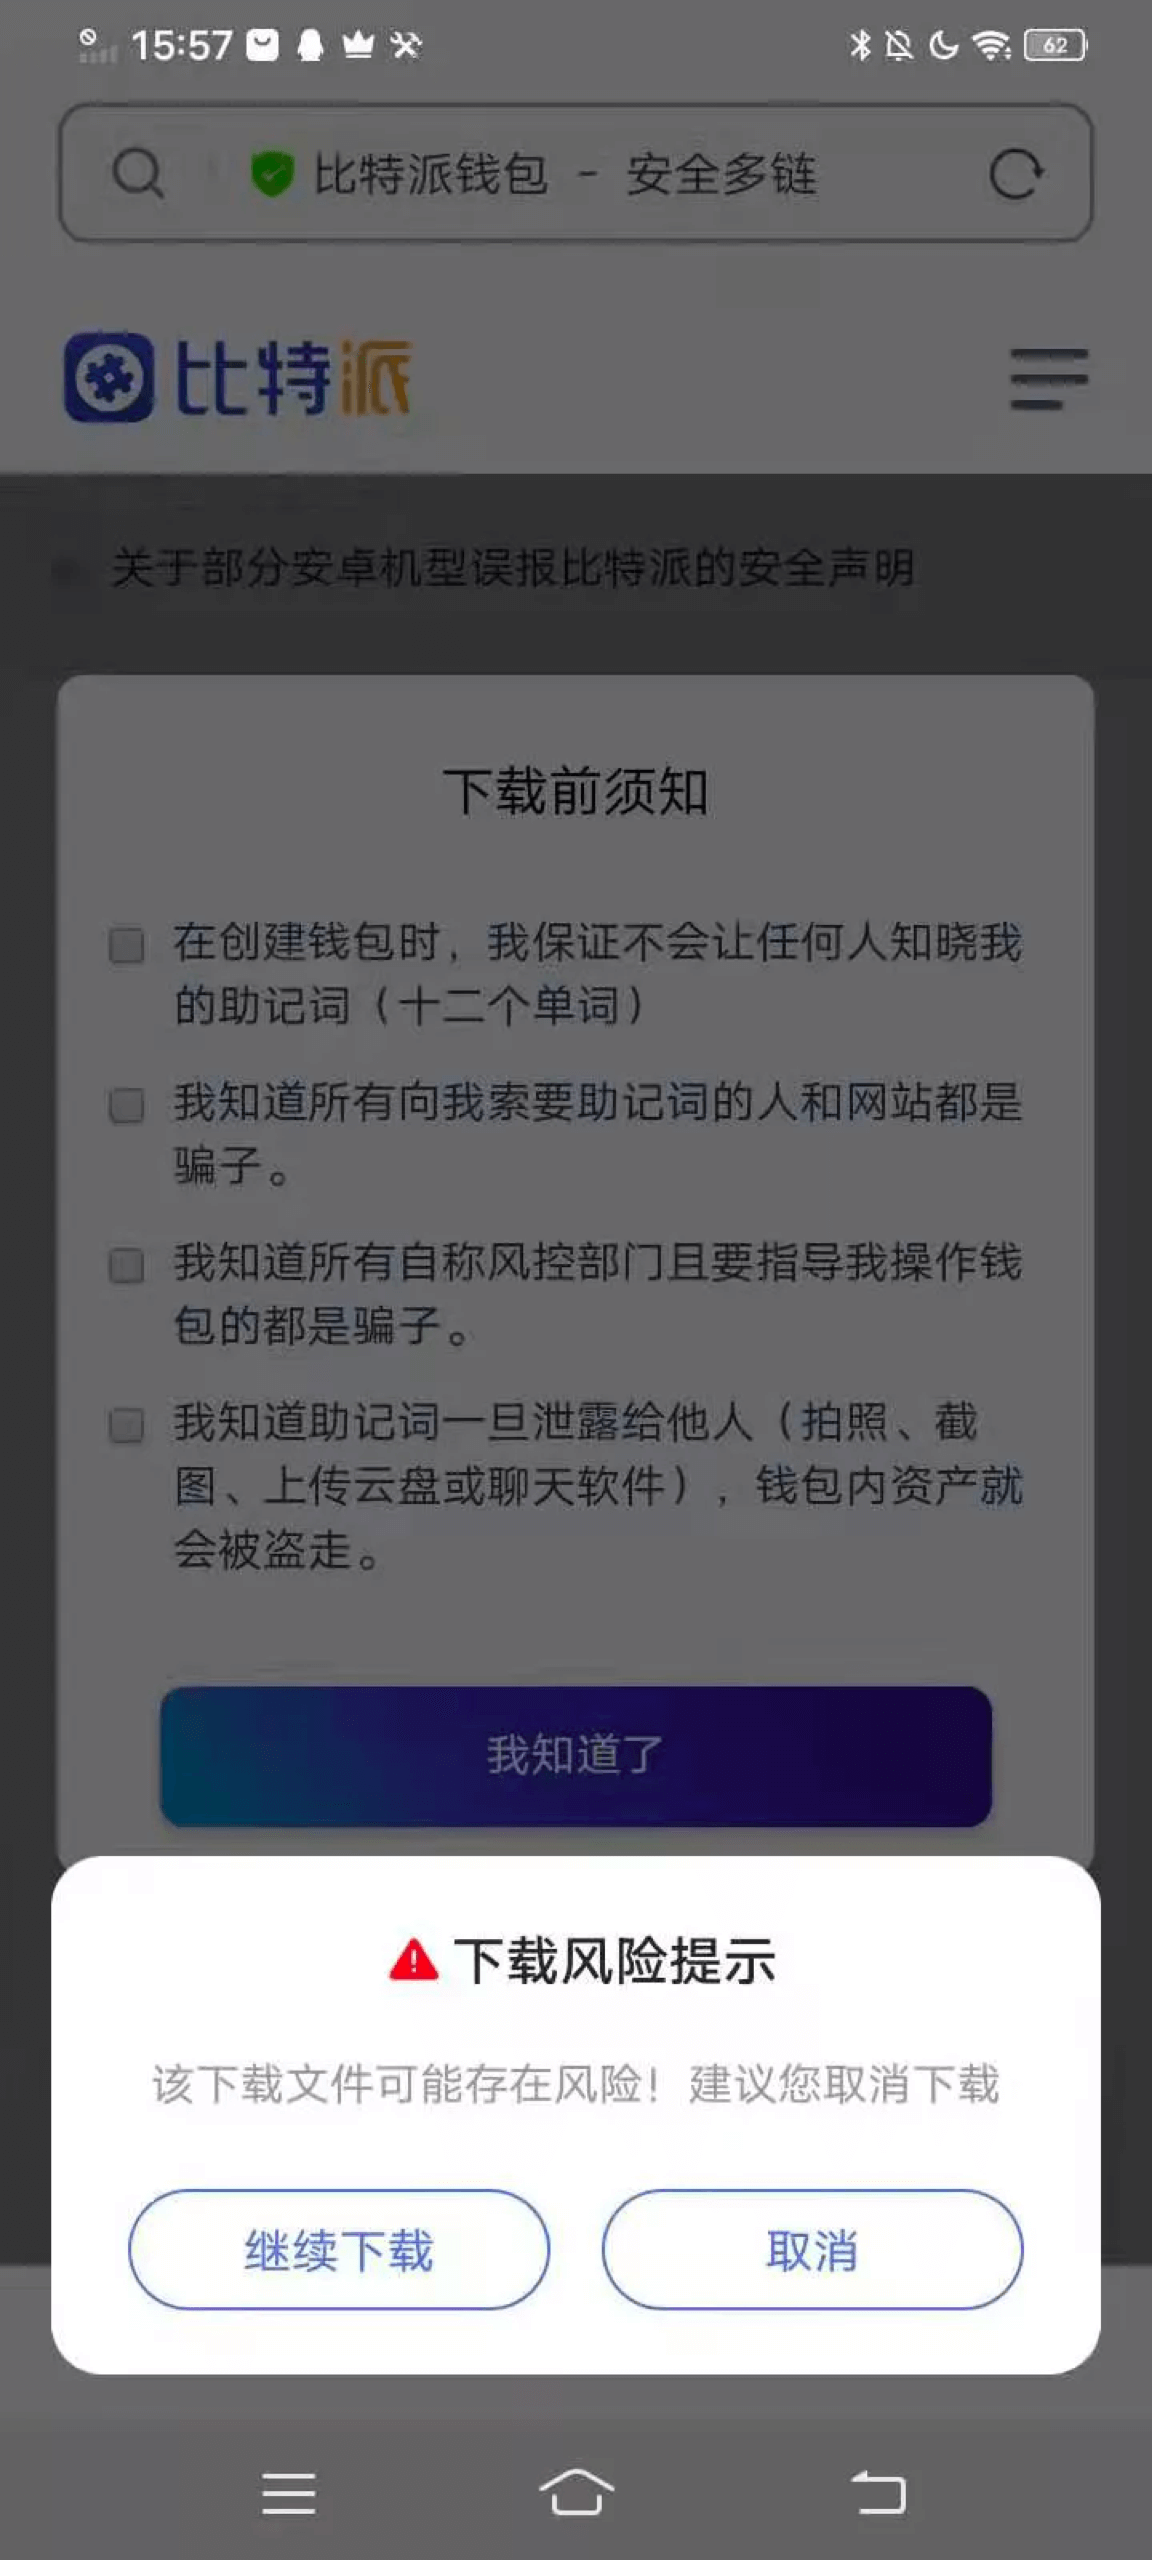 15:57
62
比特派钱包 - 安全多链
比特派
关于部分安卓机型误报比特派的安全声明
下载前须知
在创建钱包时，我保证不会让任何人知晓我
的助记词（十二个单词）
我知道所有向我索要助记词的人和网站都是
骗子。
我知道所有自称风控部门且要指导我操作钱
包的都是骗子。
我知道助记词一旦泄露给他人（拍照、截
图、上传云盘或聊天软件），钱包内资产就
会被盗走。
我知道了
下载风险提示
该下载文件可能存在风险！建议您取消下载
继续下载
取消